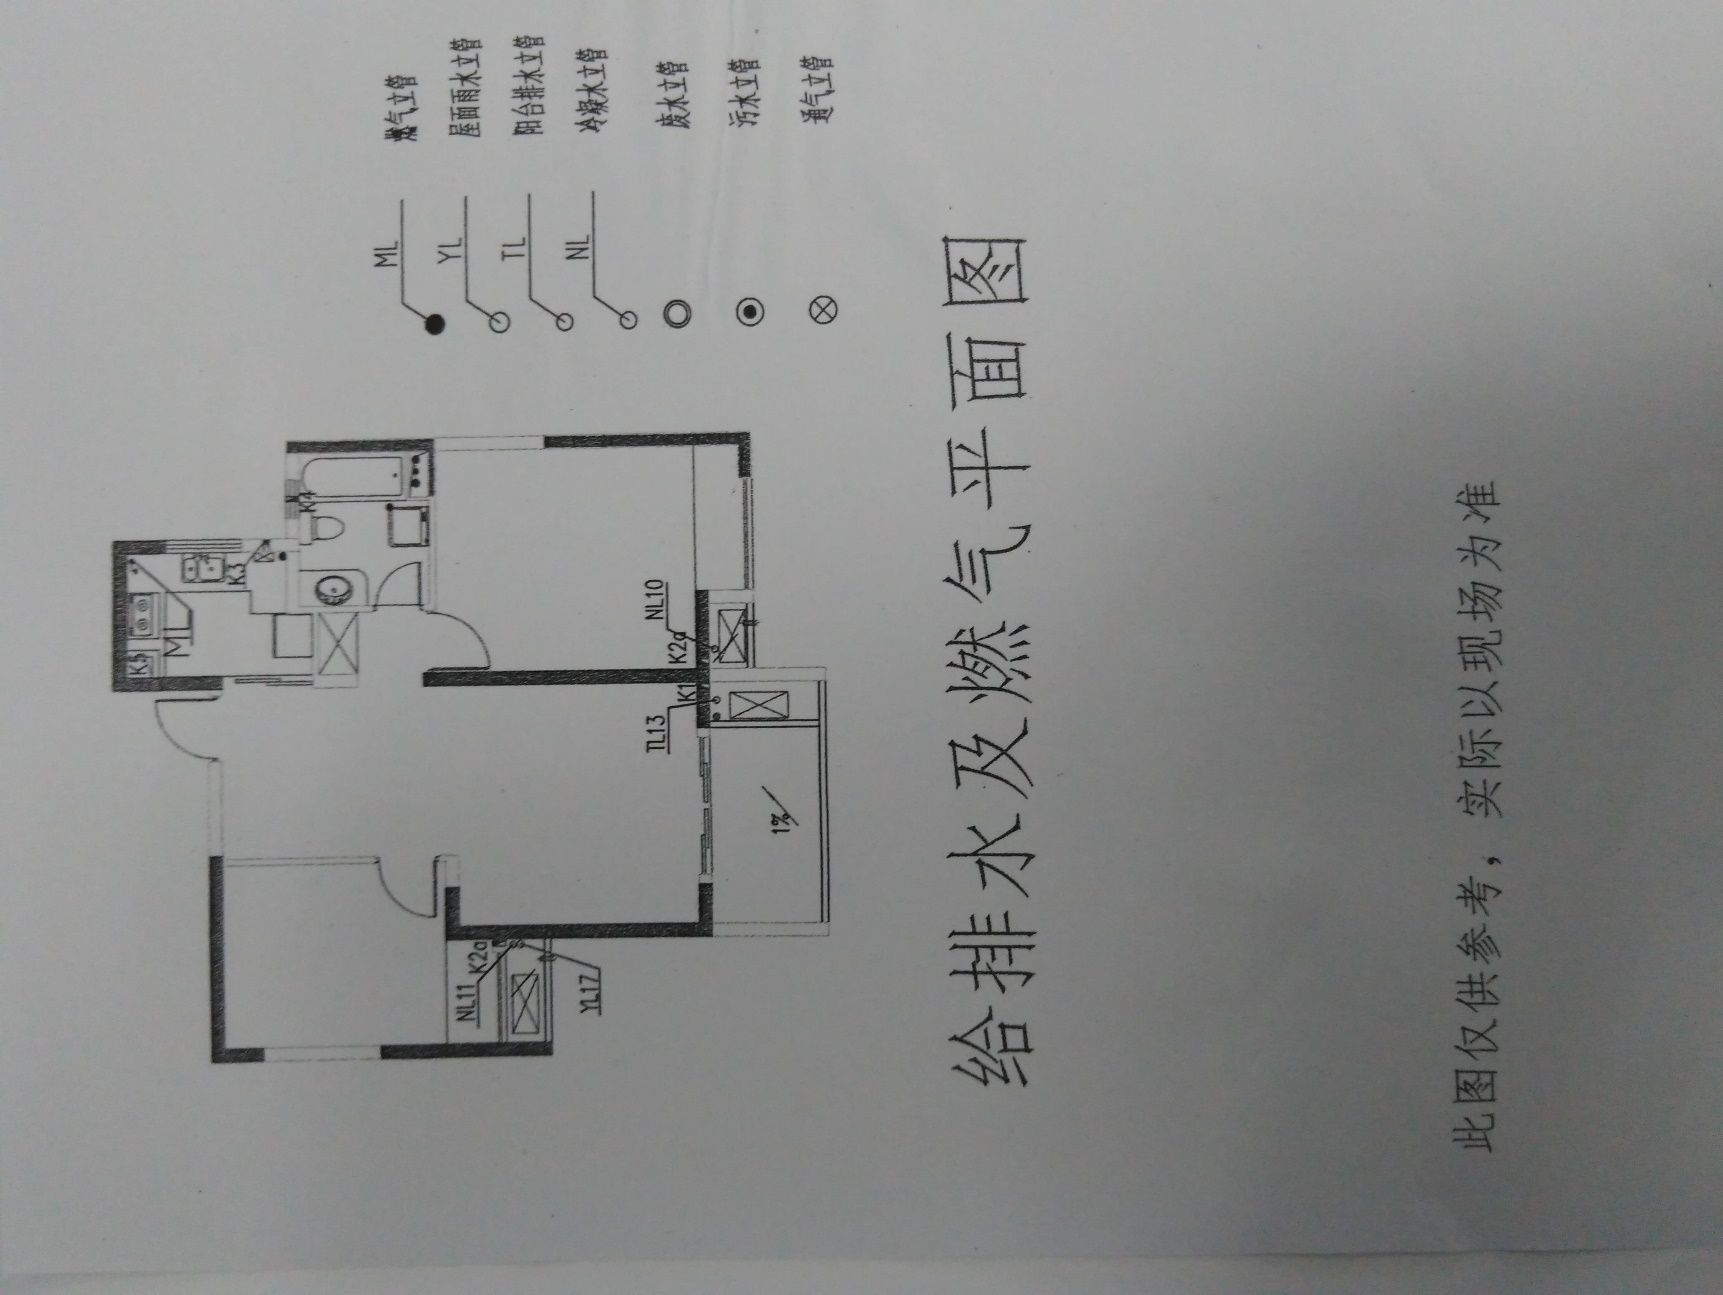 ML
燃气立管
YL
屋面雨水立管
TL
阳台排水立管
NL
冷凝水立管
废水立管
污水立管
通气立管
K5
ML
K3
K4
NL10
K2a
K1
TL13
1%
NL11
K2a
YL17
给排水及燃气平面图
此图仅供参考，实际以现场为准